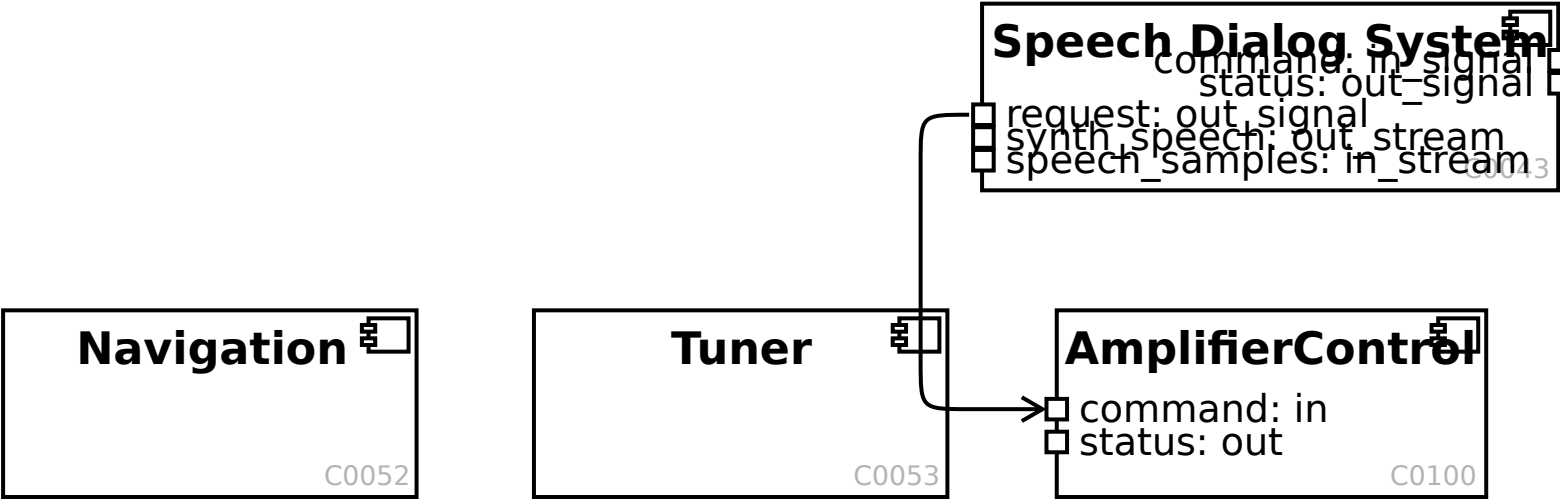 Speech Dialog System
command: in_signal
status: out_signal
request: out_signal
synth_speech: out_stream
speech_samples: in_stream
C0043
Navigation
C0052
Tuner
C0053
AmplifierControl
command: in
status: out
C0100